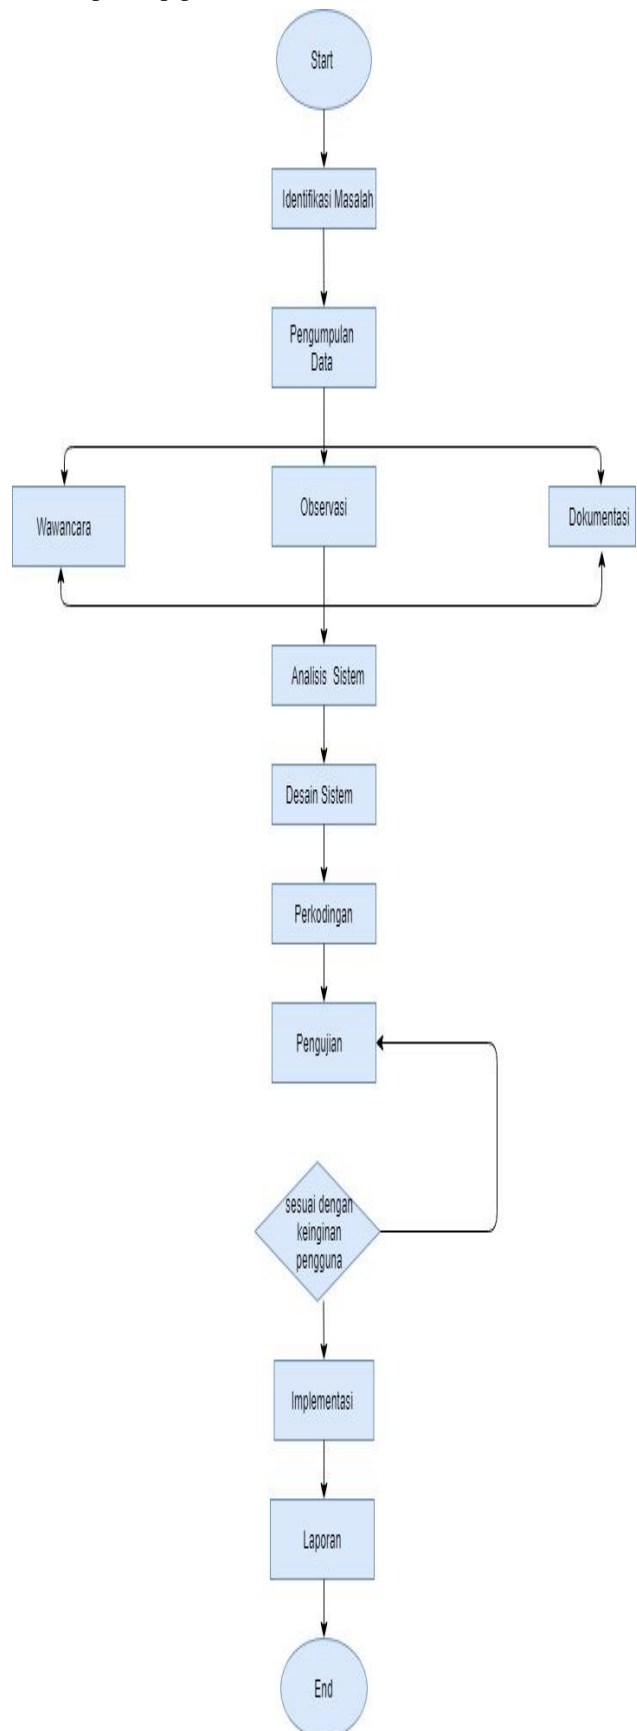 Start
Identifikasi Masalah
Pengumpulan
Data
Wawancara
Observasi
Dokumentasi
Analisis Sistem
Desain Sistem
Perkodingan
Pengujian
sesuai dengan
keinginan
pengguna
Implementasi
Laporan
End